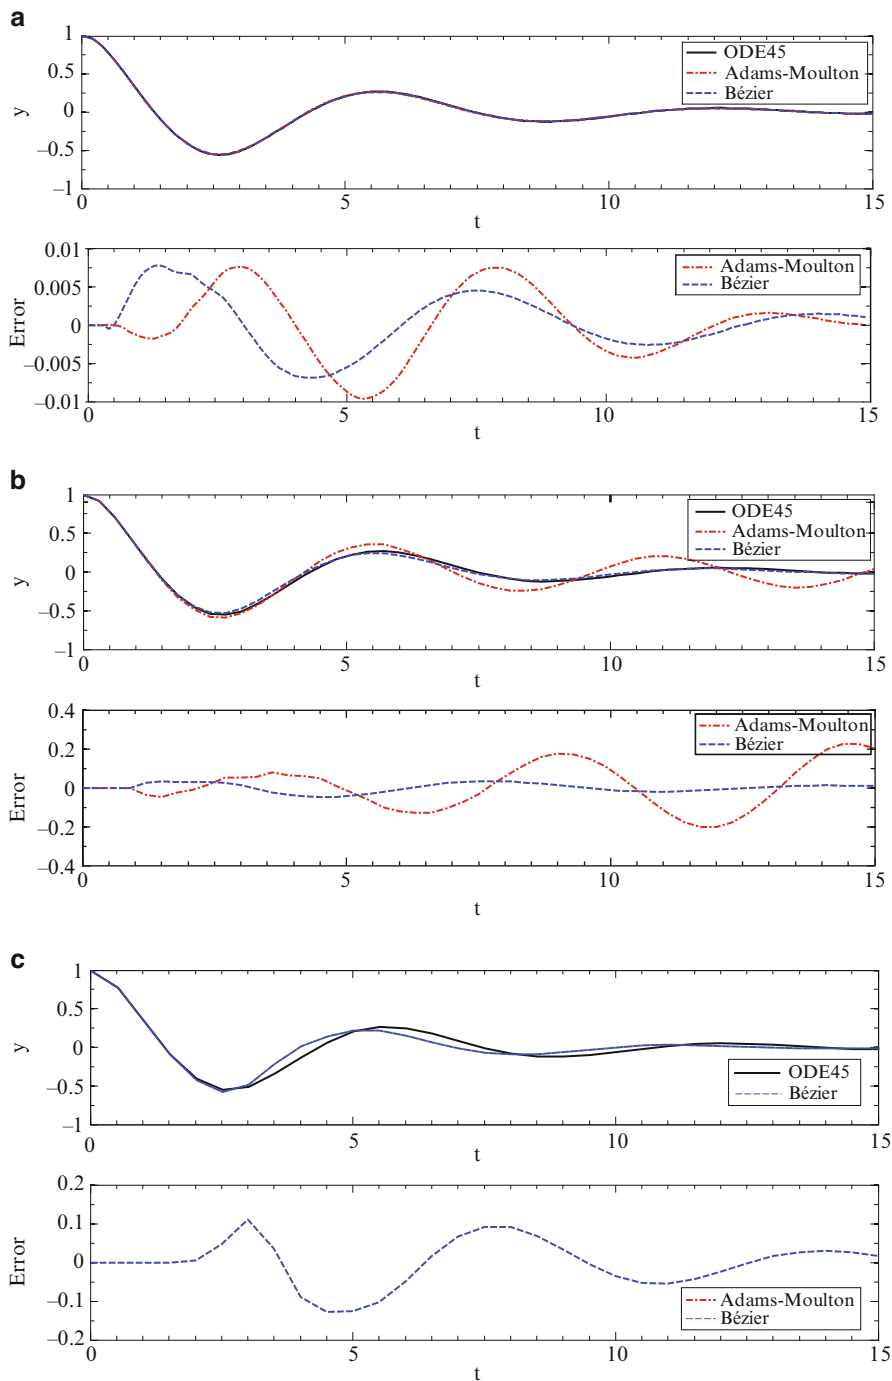 a
1
0.5
0
−0.5
−1
y
ODE45
Adams-Moulton
Bézier
0 5 10 15
t
0.01
0.005
0
−0.005
−0.01
Error
Adams-Moulton
Bézier
0 5 10 15
t
b
1
0.5
0
−0.5
−1
y
ODE45
Adams-Moulton
Bézier
0 5 10 15
t
0.4
0.2
0
−0.2
−0.4
Error
Adams-Moulton
Bézier
0 5 10 15
t
c
1
0.5
0
−0.5
−1
y
ODE45
Bézier
0 5 10 15
t
0.2
0.1
0
−0.1
−0.2
Error
Adams-Moulton
Bézier
0 5 10 15
t